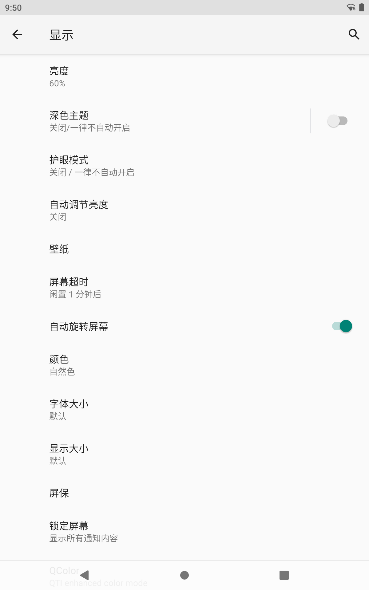 9:50
显示
亮度
60%
深色主题
关闭/一律不自动开启
护眼模式
关闭 / 一律不自动开启
自动调节亮度
关闭
壁纸
屏幕超时
闲置 1 分钟后
自动旋转屏幕
颜色
自然色
字体大小
默认
显示大小
默认
屏保
锁定屏幕
显示所有通知内容
DColor